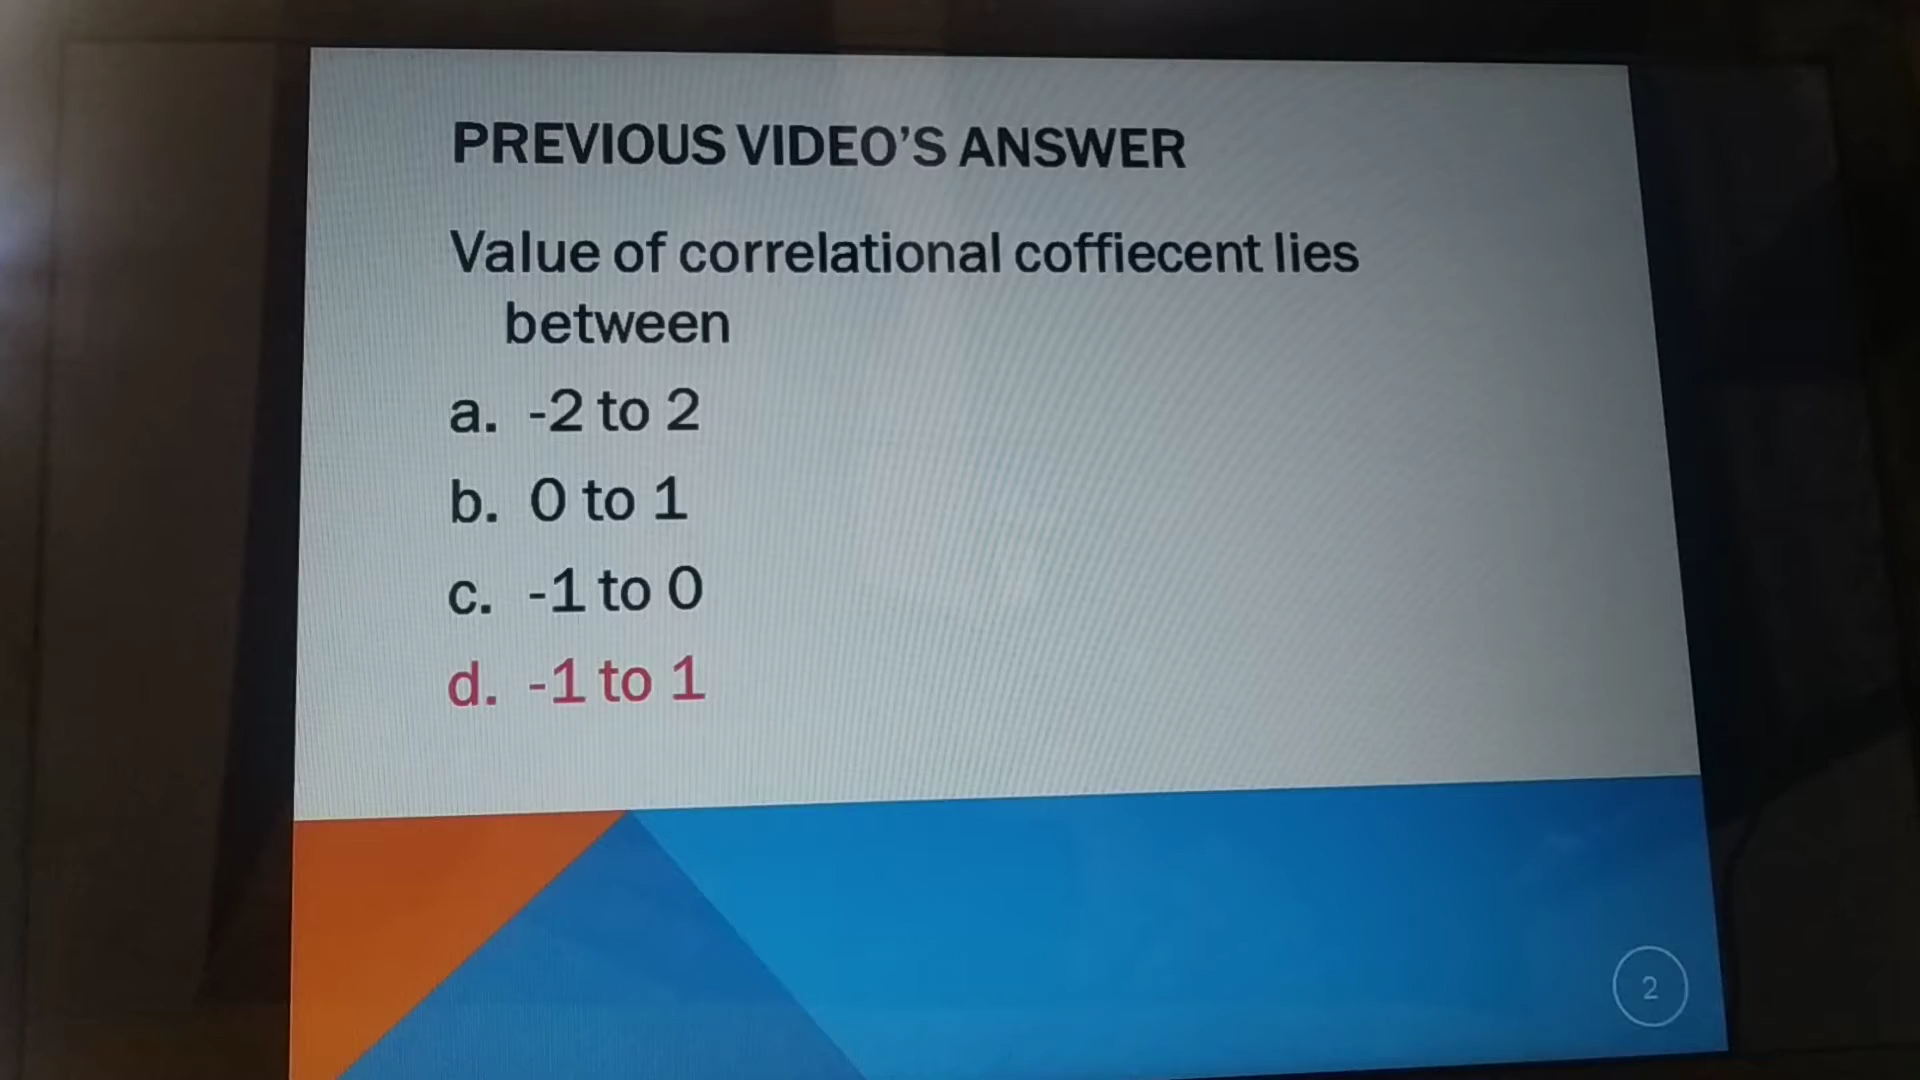 PREVIOUS VIDEO'S ANSWER
Value of correlational coffiecent lies
between
a. -2 to 2
b. 0 to 1
c. -1 to 0
d. -1 to 1
2